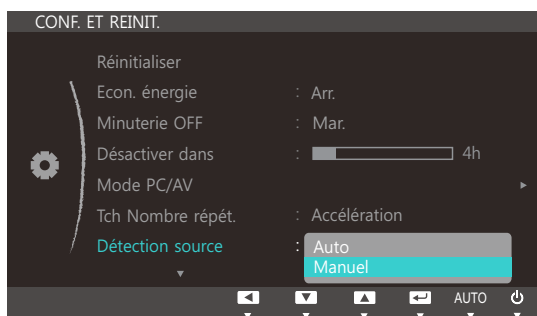 CONF. ET REINIT.
Réinitialiser
Econ. énergie : Arr.
Minuterie OFF : Mar.
Désactiver dans : 4h
Mode PC/AV
Tch Nombre répét. : Accélération
Détection source : Auto
Manuel
AUTO